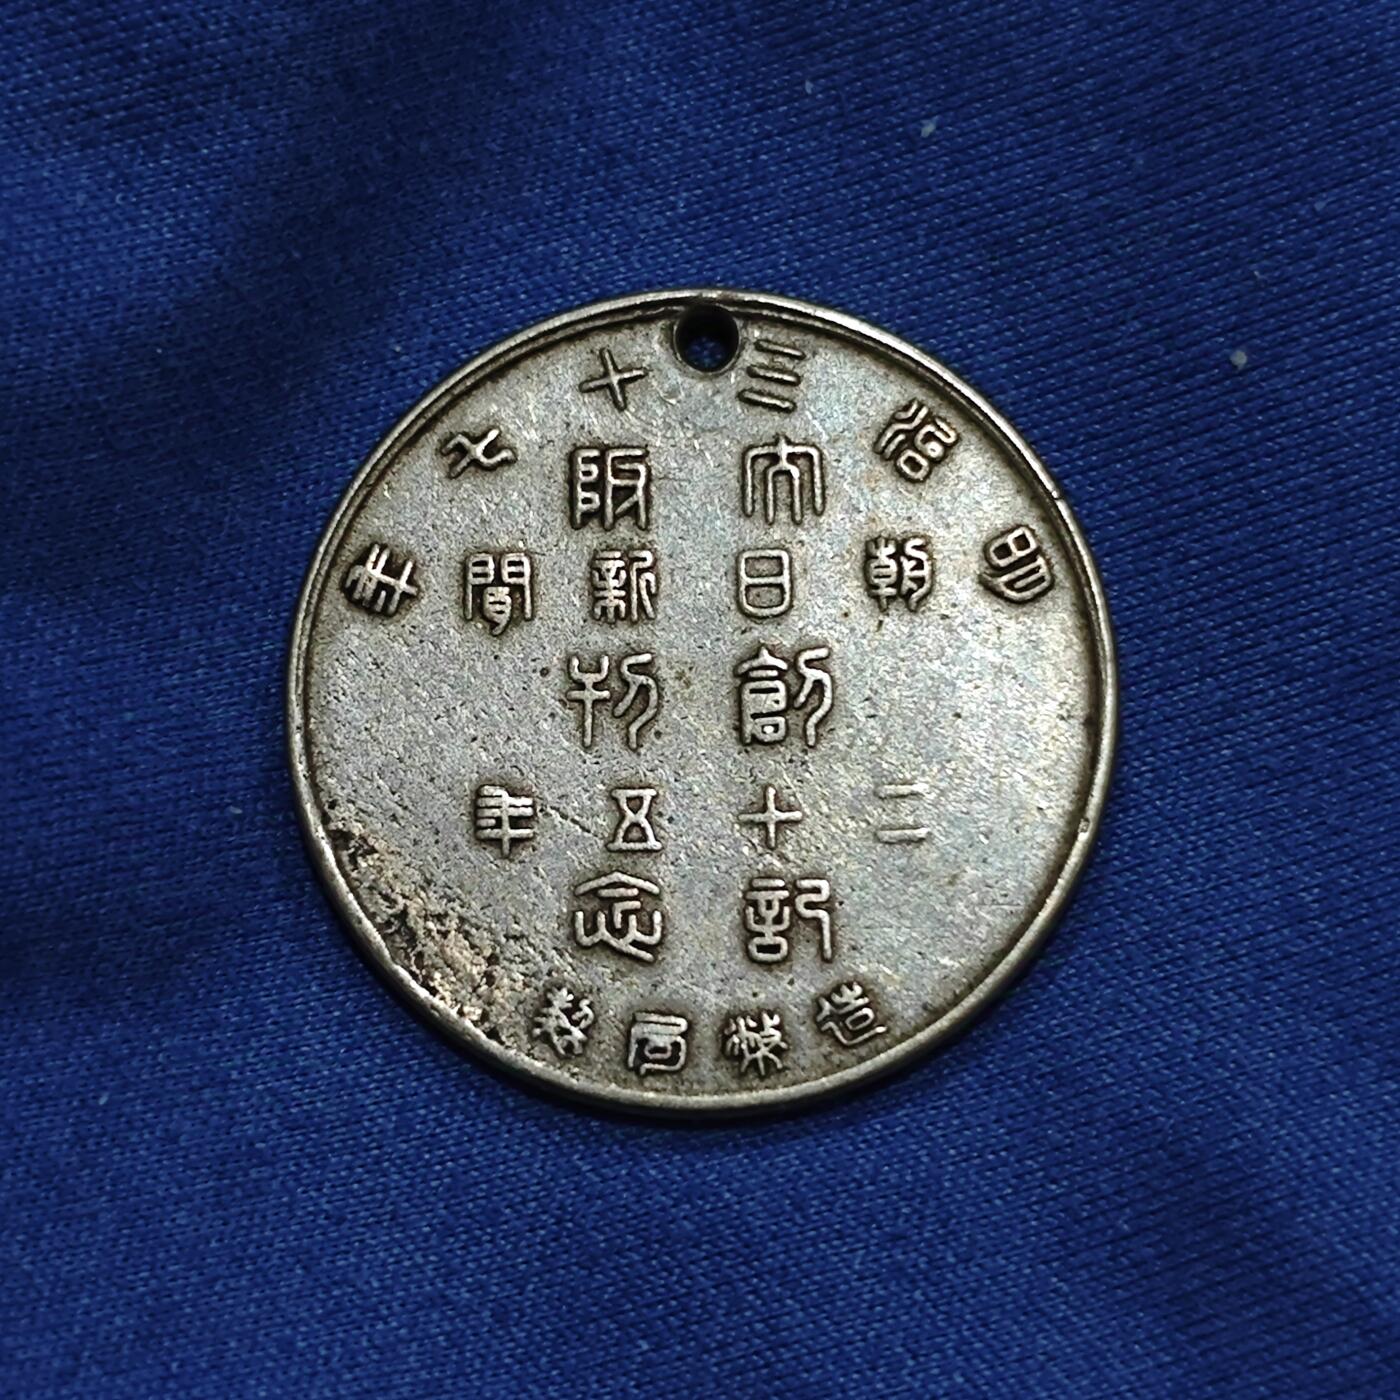 明治三十七年
大阪
朝日新聞
創刊
二十五年
記念
造幣局製